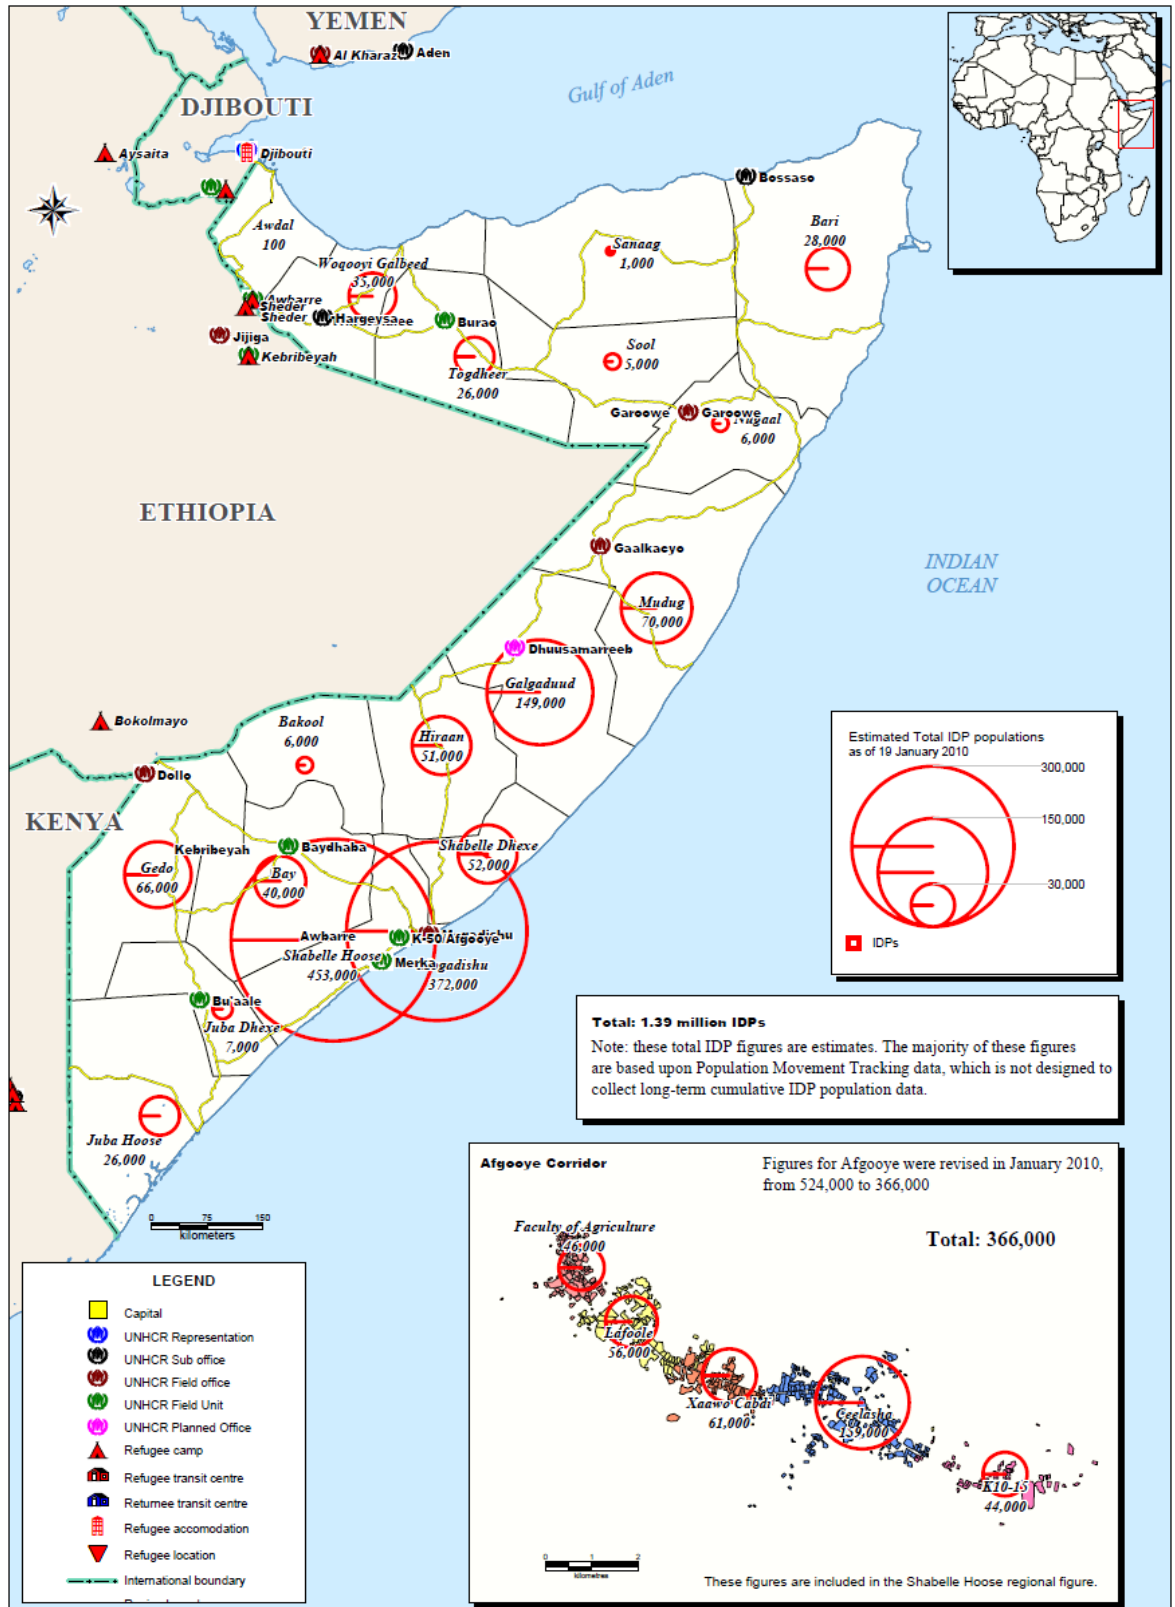 YEMEN
Al Kharaz
Aden
Gulf of Aden
DJIBOUTI
Aysaita
Djibouti
Bossaso
Awdal
100
Bari
28,000
Sanaag
1,000
Woqooyi Galbeed
35,000
Awbarre
Sheder
Sheder
Hargeysa
Burao
Jijiga
Kebribeyah
Togdheer
26,000
Sool
5,000
Garoowe
Garoowe
Nugaal
6,000
ETHIOPIA
Gaalkacyo
INDIAN
OCEAN
Mudug
70,000
Dhuusamarreeb
Galgaduud
149,000
Bokolmayo
Bakool
6,000
Hiraan
51,000
Dollo
KENYA
Kebribeyah
Baydhaba
Shabelle Dhexe
52,000
Gedo
66,000
Bay
40,000
Awbarre
K-50/Afgooye
Mogadishu
Shabelle Hoose
453,000
Merka
Mogadishu
372,000
Bu'aale
Juba Dhexe
7,000
Juba Hoose
26,000
0 75 150
kilometers
Estimated Total IDP populations
as of 19 January 2010
300,000
150,000
30,000
IDPs
Total: 1.39 million IDPs
Note: these total IDP figures are estimates. The majority of these figures
are based upon Population Movement Tracking data, which is not designed to
collect long-term cumulative IDP population data.
Afgooye Corridor
Figures for Afgooye were revised in January 2010,
from 524,000 to 366,000
Total: 366,000
Faculty of Agriculture
46,000
Lafoole
56,000
Xaawo Cabdi
61,000
Ceelasha
159,000
K10-15
44,000
0 1 2
kilometres
These figures are included in the Shabelle Hoose regional figure.
LEGEND
Capital
UNHCR Representation
UNHCR Sub office
UNHCR Field office
UNHCR Field Unit
UNHCR Planned Office
Refugee camp
Refugee transit centre
Returnee transit centre
Refugee accomodation
Refugee location
International boundary